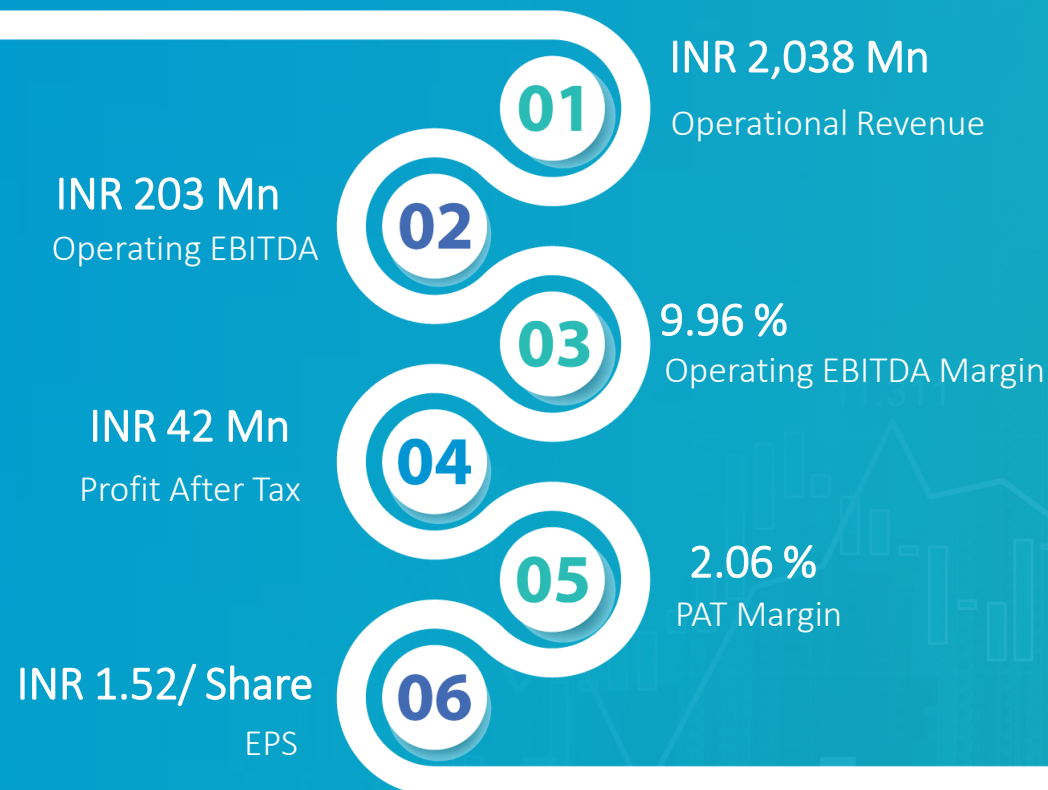 01
INR 2,038 Mn
Operational Revenue
INR 203 Mn
Operating EBITDA
02
03
9.96 %
Operating EBITDA Margin
INR 42 Mn
Profit After Tax
04
05
2.06 %
PAT Margin
INR 1.52/ Share
EPS
06